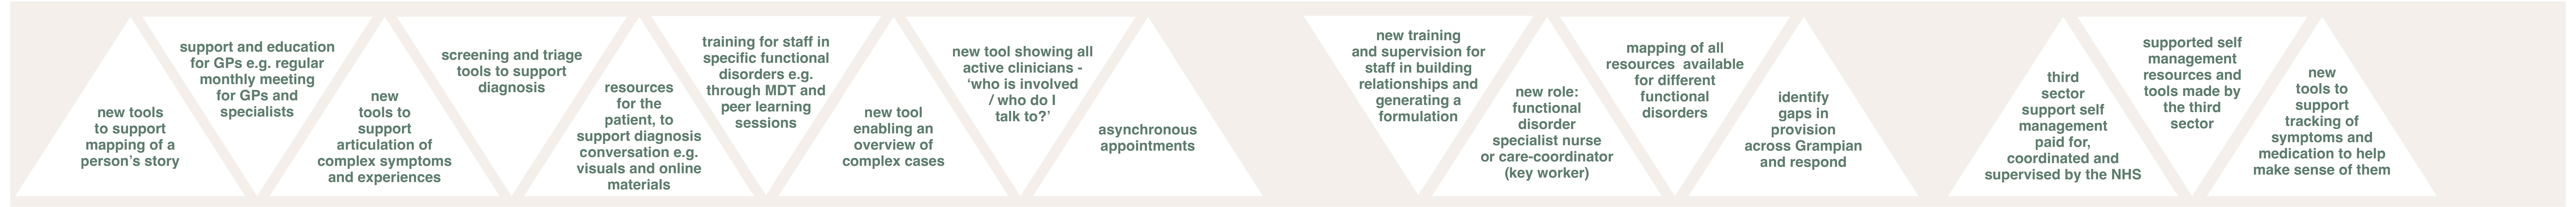 new tools
to support
mapping of a
person's story
support and education
for GPs e.g. regular
monthly meeting
for GPs and
specialists
new
tools to
support
articulation of
complex symptoms
and experiences
screening and triage
tools to support
diagnosis
resources
for the
patient, to
support diagnosis
conversation e.g.
visuals and online
materials
training for staff in
specific functional
disorders e.g.
through MDT and
peer learning
sessions
new tool
enabling an
overview of
complex cases
new tool showing all
active clinicians -
‘who is involved
/ who do I
talk to?’
asynchronous
appointments
new training
and supervision for
staff in building
relationships and
generating a
formulation
new role:
functional
disorder
specialist nurse
or care-coordinator
(key worker)
mapping of all
resources  available
for different
functional
disorders
identify
gaps in
provision
across Grampian
and respond
third
sector
support self
management
paid for,
coordinated and
supervised by the NHS
supported self
management
resources and
tools made by
the third
sector
new
tools to
support
tracking of
symptoms and
medication to help
make sense of them